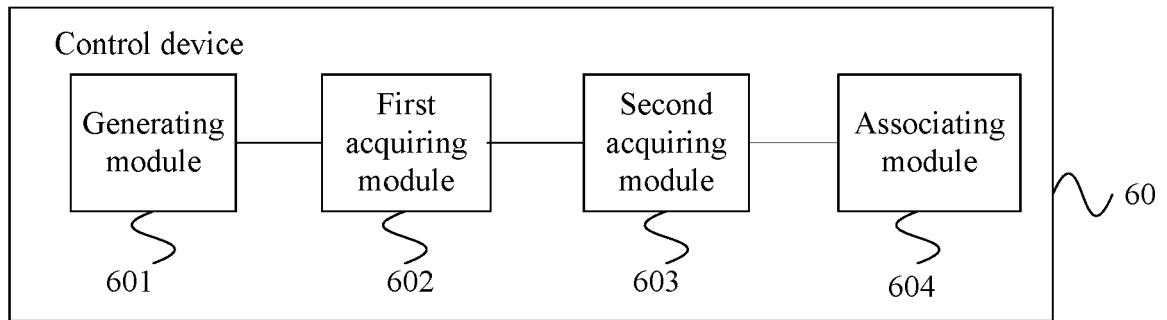 Control device
Generating
module
First
acquiring
module
Second
acquiring
module
Associating
module
60
601
602
603
604